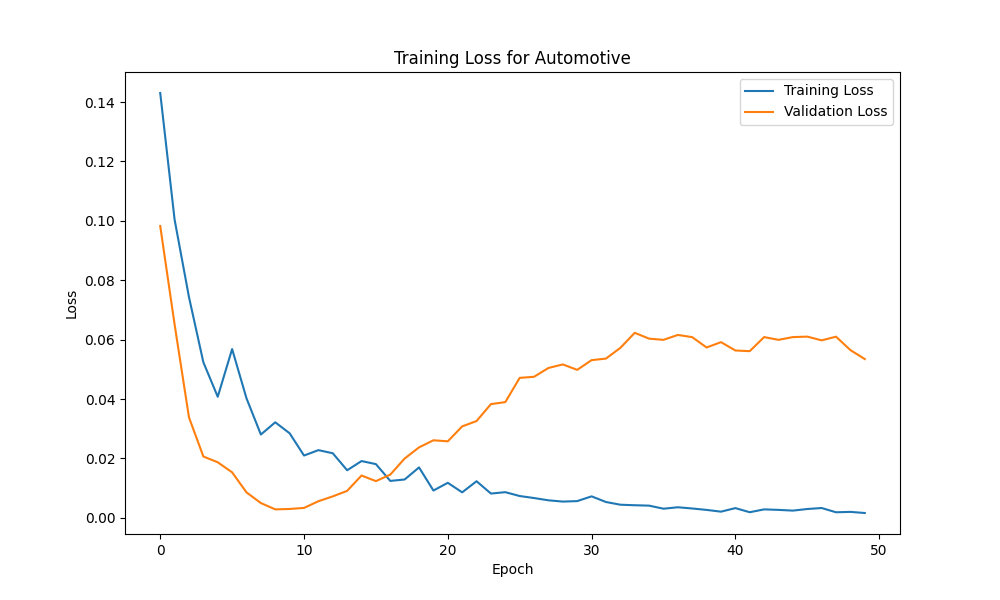 Training Loss for Automotive
Training Loss
Validation Loss
0.14
0.12
0.10
0.08
0.06
0.04
0.02
0.00
Loss
0 10 20 30 40 50
Epoch